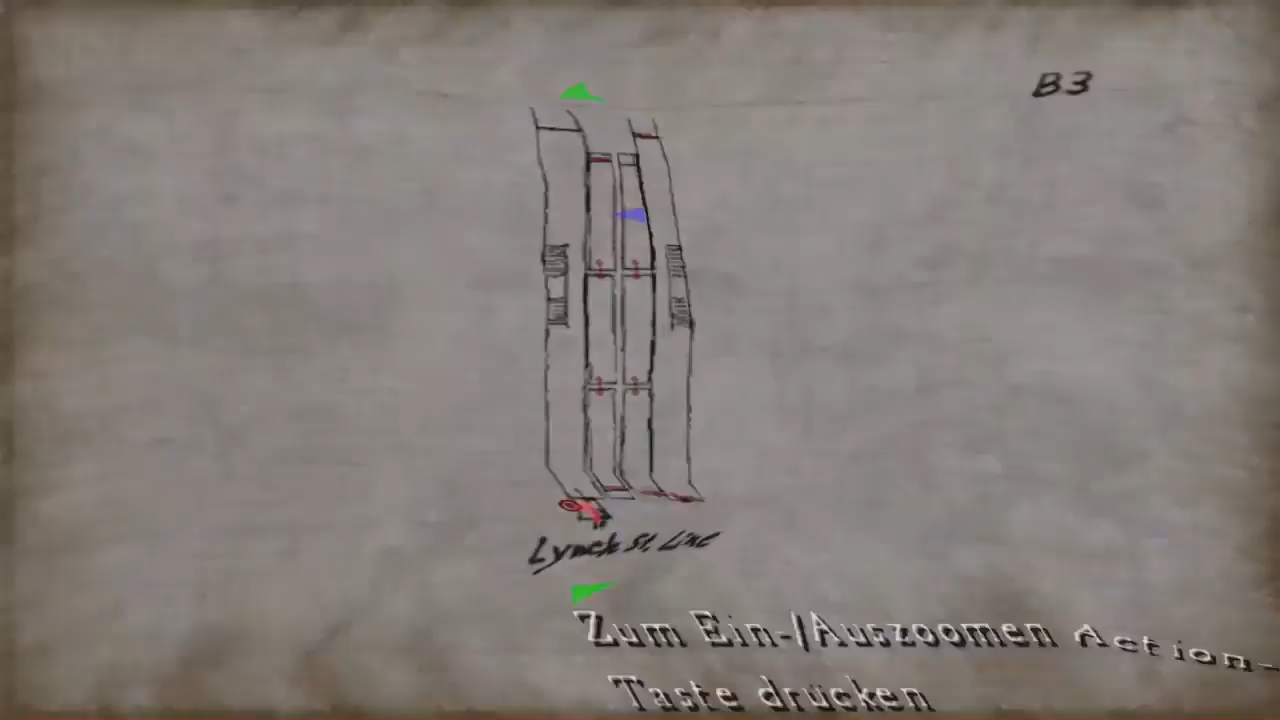 B3
Lynch St. Line
Zum Ein-/Auszoomen Action-
Taste drücken